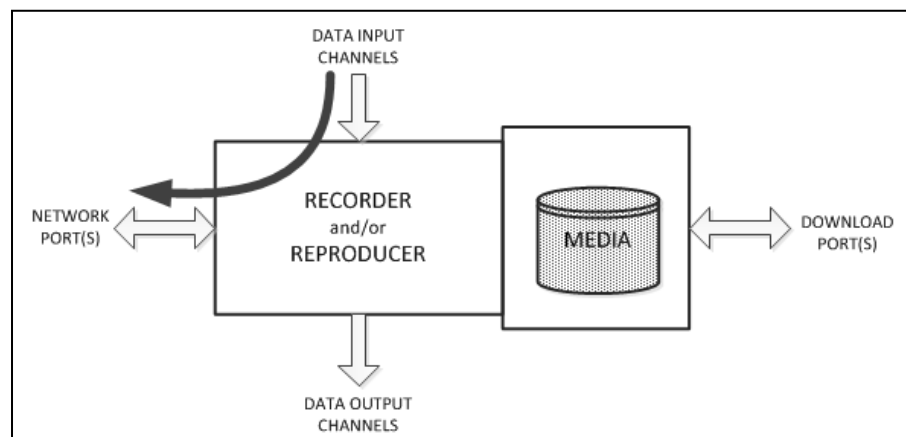 DATA INPUT
CHANNELS
RECORDER
and/or
REPRODUCER
MEDIA
NETWORK
PORT(S)
DOWNLOAD
PORT(S)
DATA OUTPUT
CHANNELS